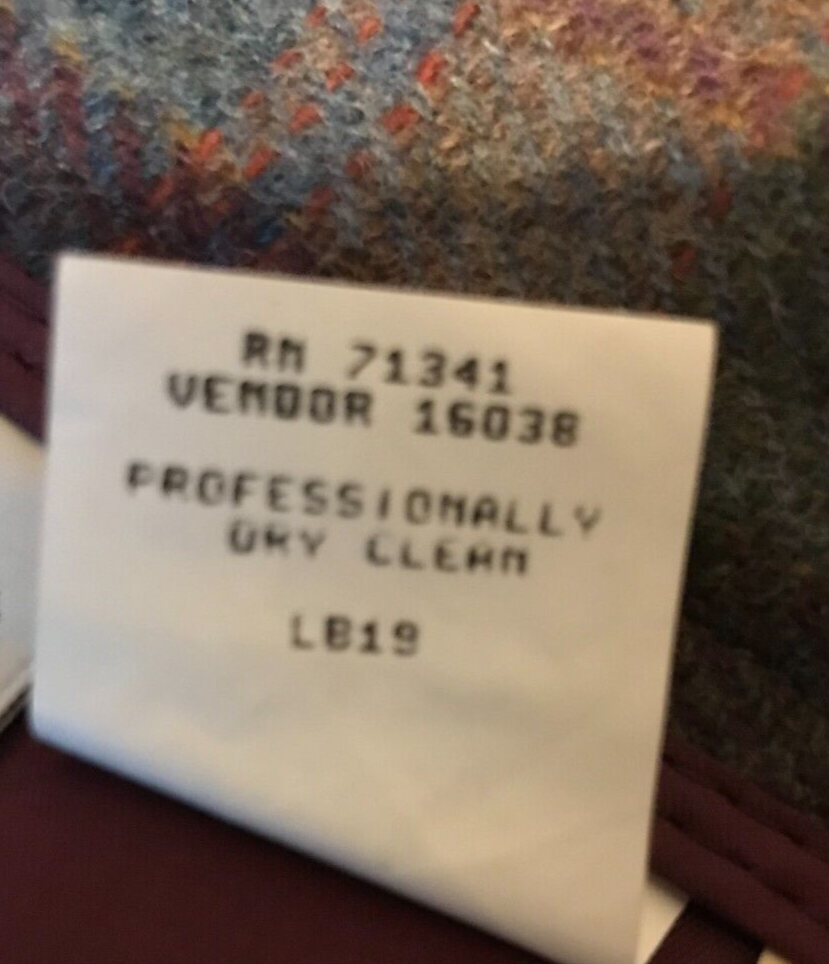 RN 71341
VENDOR 16038
PROFESSIONALLY
DRY CLEAN
LB19